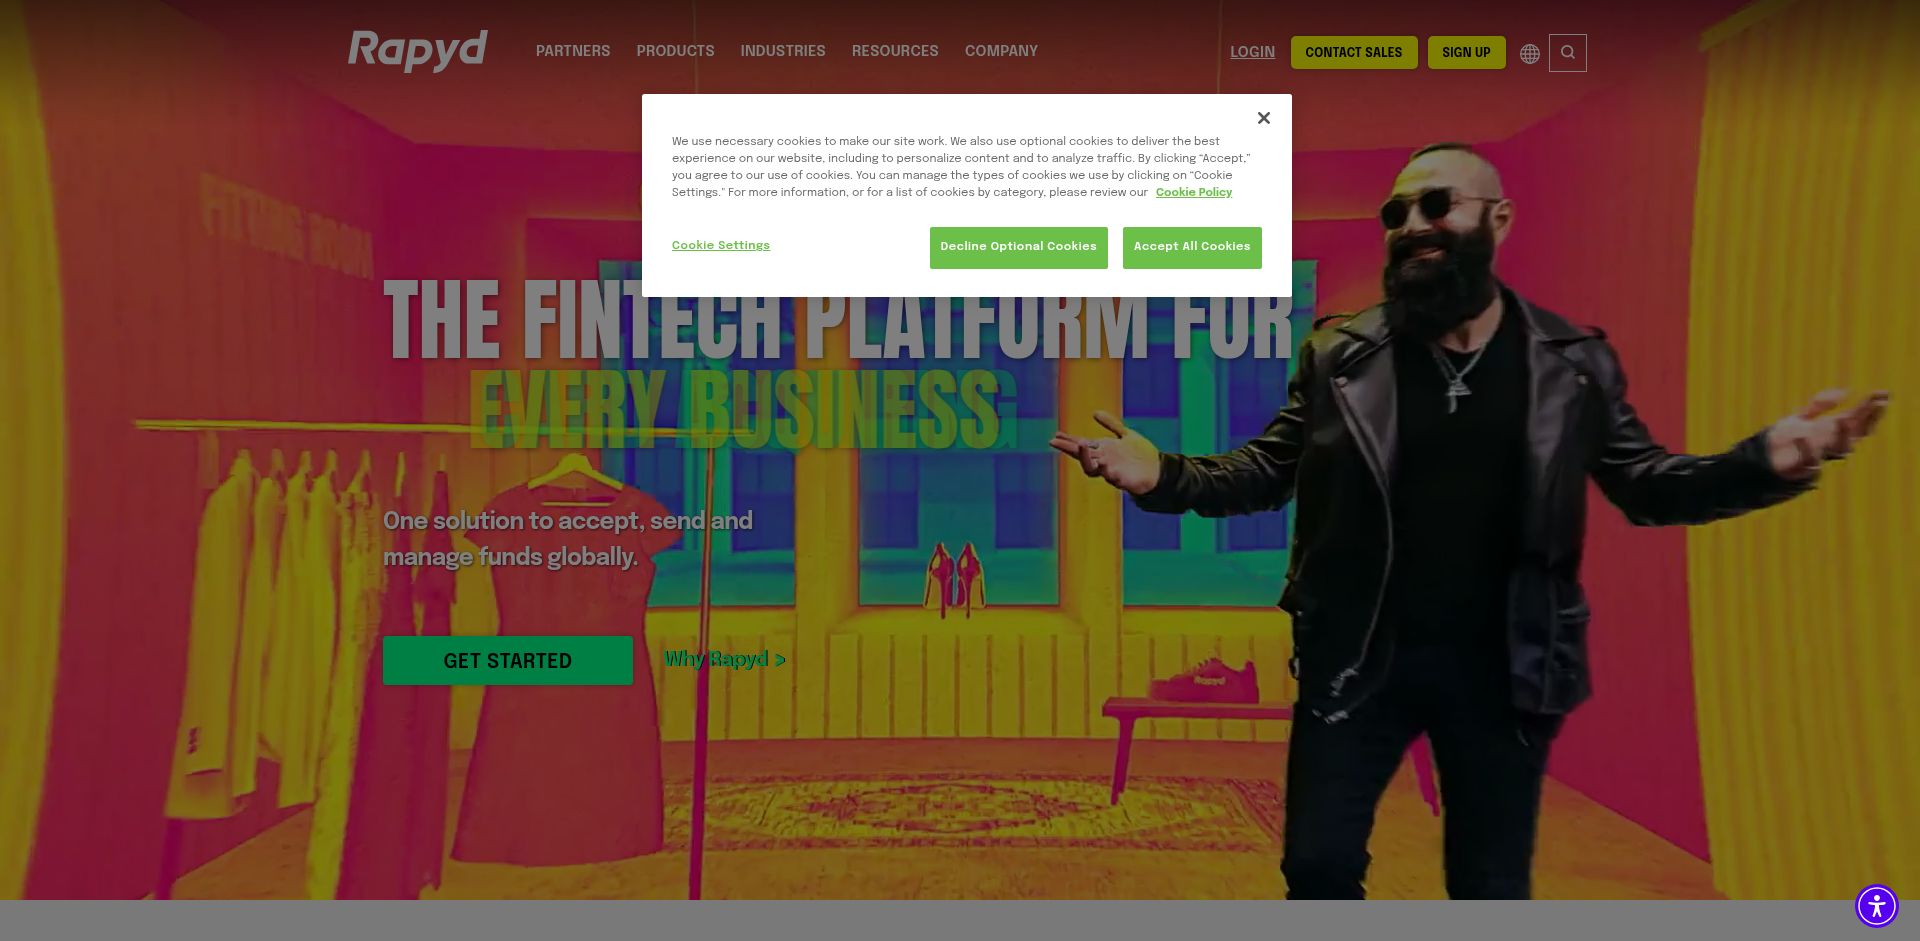 Rapyd
PARTNERS PRODUCTS INDUSTRIES RESOURCES COMPANY LOGIN CONTACT SALES SIGN UP
We use necessary cookies to make our site work. We also use optional cookies to deliver the best
experience on our website, including to personalize content and to analyze traffic. By clicking “Accept,”
you agree to our use of cookies. You can manage the types of cookies we use by clicking on “Cookie
Settings." For more information, or for a list of cookies by category, please review our Cookie Policy
Cookie Settings Decline Optional Cookies Accept All Cookies
FITTING ROOM
THE FINTECH PLATFORM FOR
EVERY BUSINESS
One solution to accept, send and
manage funds globally.
GET STARTED Why Rapyd >
Rapyd